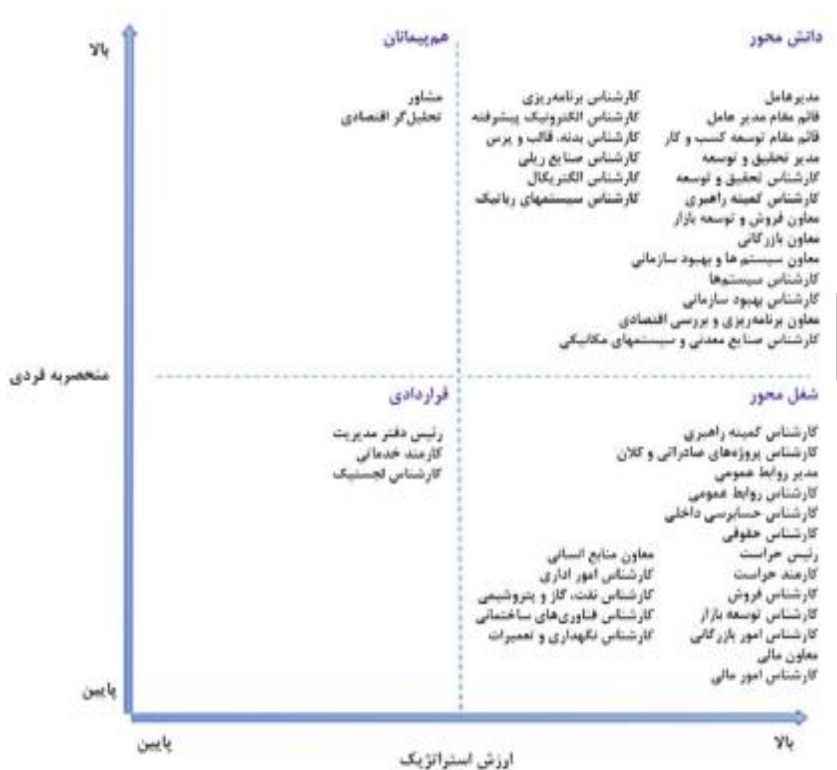 بالا
دانش محور
مدیرعامل
قائم مقام مدیر عامل
قائم مقام توسعه کسب و کار
مدیر تحقیق و توسعه
کارشناس تحقیق و توسعه
کارشناس کمیته راهبری
معاون فروش و توسعه بازار
معاون بازرگانی
معاون سیستم ها و بهبود سازمانی
کارشناس سیستم‌ها
کارشناس بهبود سازمانی
معاون برنامه‌ریزی و بررسی اقتصادی
کارشناس صنایع معدنی و سیستمهای مکانیکی
کارشناس برنامه‌ریزی
کارشناس الکترونیک پیشرفته
کارشناس بدنه، قالب و پرس
کارشناس صنایع ریلی
کارشناس الکتریکال
کارشناس سیستمهای رباتیک
هم‌پیمانان
مشاور
تحلیل‌گر اقتصادی
منحصربه فردی
شغل محور
کارشناس کمیته راهبری
کارشناس پروژه‌های صادراتی و کلان
مدیر روابط عمومی
کارشناس روابط عمومی
کارشناس حسابرسی داخلی
کارشناس حقوقی
رئیس حراست
کارمند حراست
کارشناس فروش
کارشناس توسعه بازار
کارشناس امور بازرگانی
معاون مالی
کارشناس امور مالی
معاون منابع انسانی
کارشناس امور اداری
کارشناس نفت، گاز و پتروشیمی
کارشناس فناوری‌های ساختمانی
کارشناس نگهداری و تعمیرات
قراردادی
رئیس دفتر مدیریت
کارمند خدماتی
کارشناس لجستیک
پایین
بالا
پایین
ارزش استراتژیک